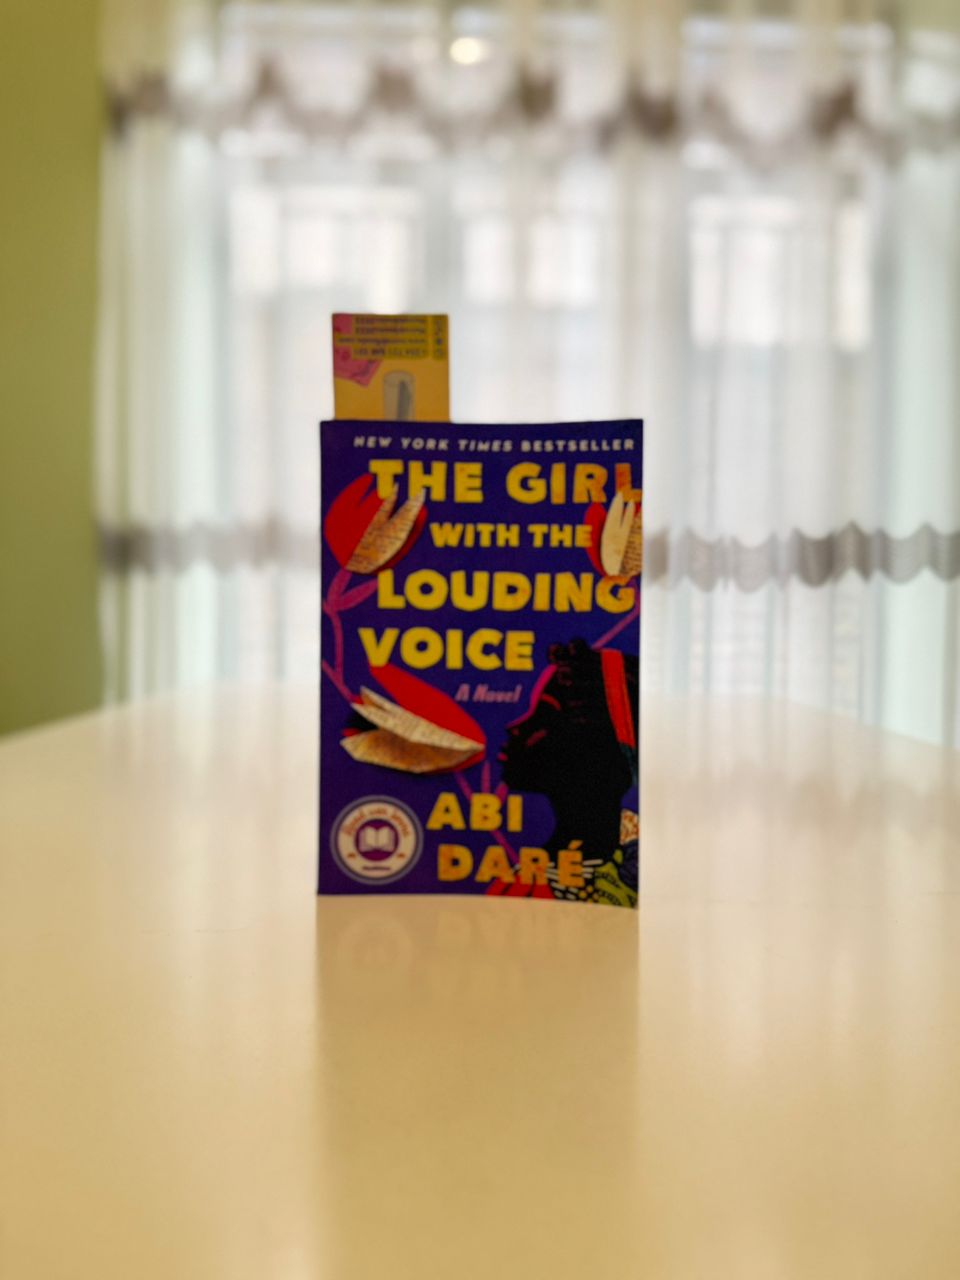 NEW YORK TIMES BESTSELLER
THE GIRL
WITH THE
LOUDING
VOICE
A Novel
ABI
DARÉ